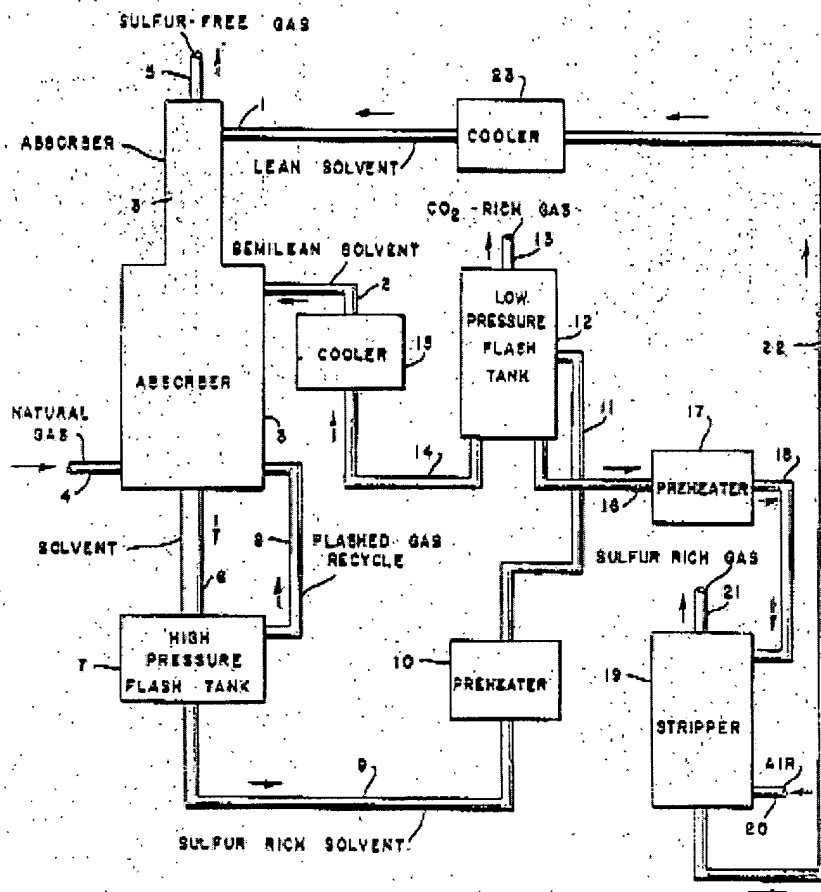 SULFUR-FREE GAS
5
1
23
COOLER
ABSORBER
LEAN SOLVENT
3
CO2-RICH GAS
13
SEMILEAN SOLVENT
2
LOW
PRESSURE
FLASH
TANK
12
COOLER
15
22
ABSORBER
11
NATURAL
GAS
3
17
4
14
18
PREHEATER
16
SOLVENT
8
FLASHED GAS
RECYCLE
SULFUR RICH GAS
6
21
HIGH
PRESSURE
FLASH TANK
7
10
PREHEATER
19
STRIPPER
AIR
20
9
SULFUR RICH SOLVENT